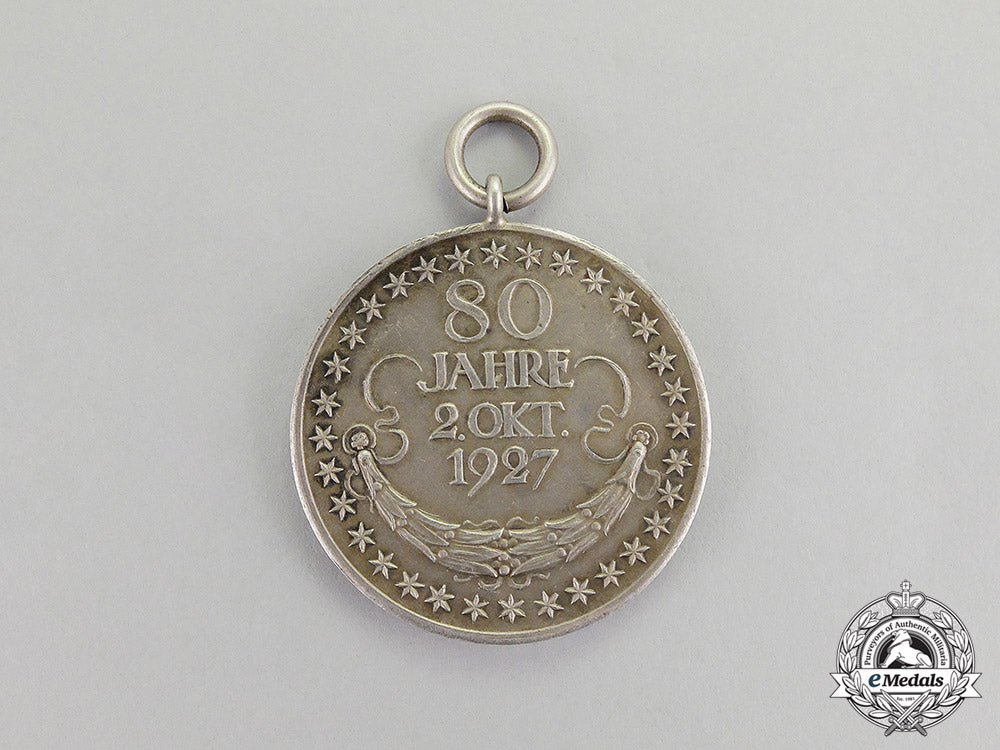 80
JAHRE
2.OKT.
1927
Purveyors of Authentic Militaria
eMedals